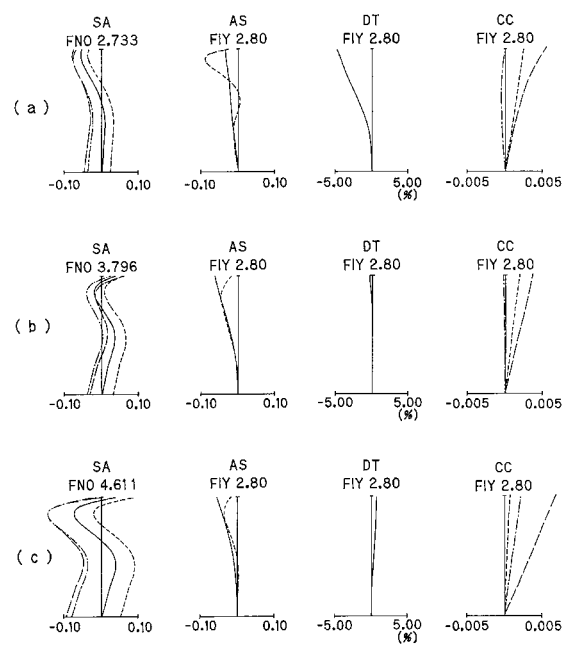 SA AS DT CC
FNO 2.733 FIY 2.80 FIY 2.80 FIY 2.80
(a)
-0.10 0.10 -0.10 0.10 -5.00 5.00 -0.005 0.005
(%)
SA AS DT CC
FNO 3.796 FIY 2.80 FIY 2.80 FIY 2.80
(b)
-0.10 0.10 -0.10 0.10 -5.00 5.00 -0.005 0.005
(%)
SA AS DT CC
FNO 4.611 FIY 2.80 FIY 2.80 FIY 2.80
(c)
-0.10 0.10 -0.10 0.10 -5.00 5.00 -0.005 0.005
(%)